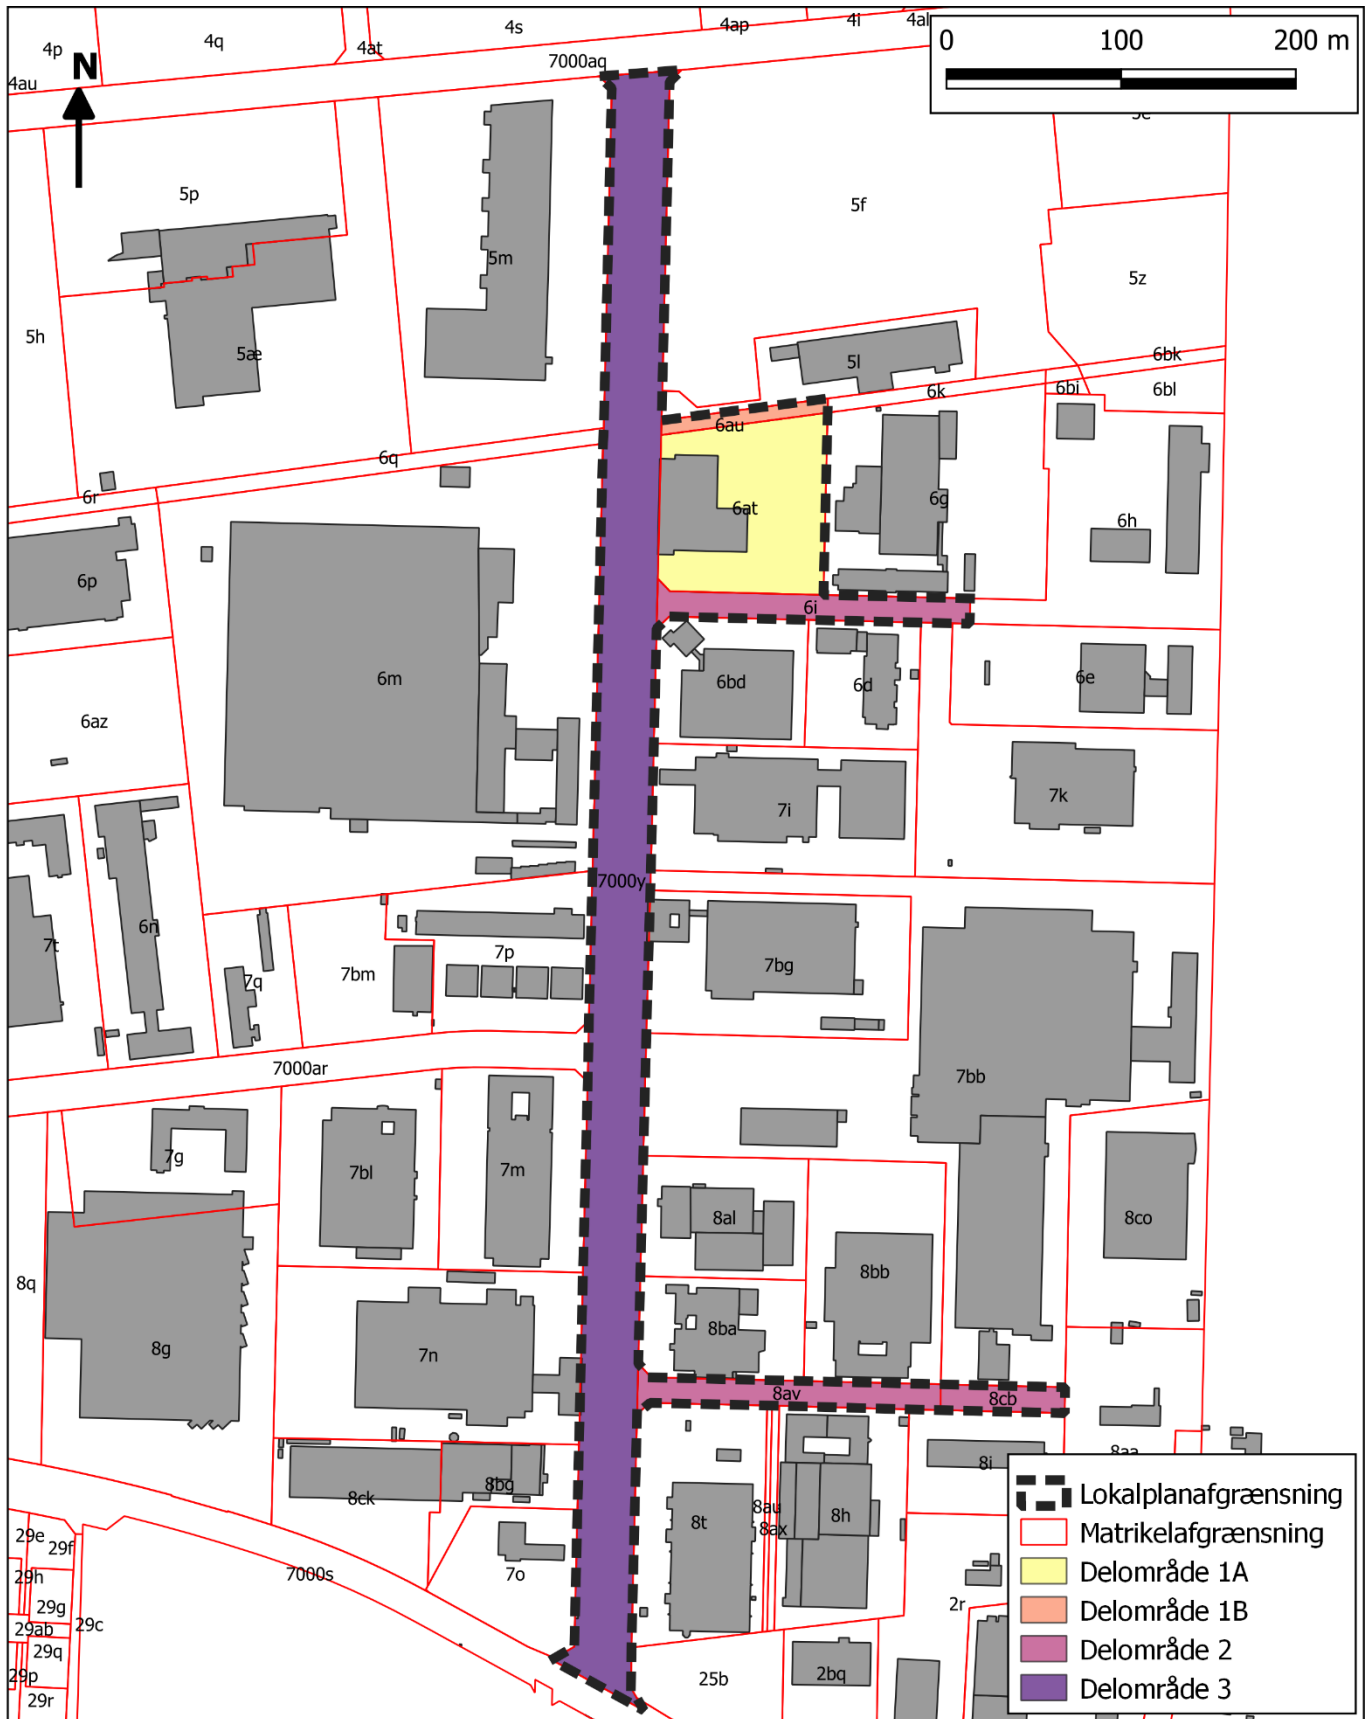 4s
4ap
4i
4al
4p
4q
4at
7000aq
4au
N
0 100 200 m
5e
5p
5f
5m
5z
5h
5æ
5l
6bk
6k
6bi
6bl
6au
6q
6r
6at
6g
6h
6p
6i
6m
6bd
6d
6e
6az
7i
7k
7000y
6n
7t
7p
7bg
7q
7bm
7000ar
7bb
7g
7bl
7m
8al
8co
8q
8bb
8g
7n
8ba
8av
8cb
8aa
8i
8ck
8bg
8t
8au
8ax
8h
29e
29f
7000s
7o
29h
29g
29ab
29c
2r
29q
29p
29r
25b
2bq
Lokalplanafgrænsning
Matrikelafgrænsning
Delområde 1A
Delområde 1B
Delområde 2
Delområde 3